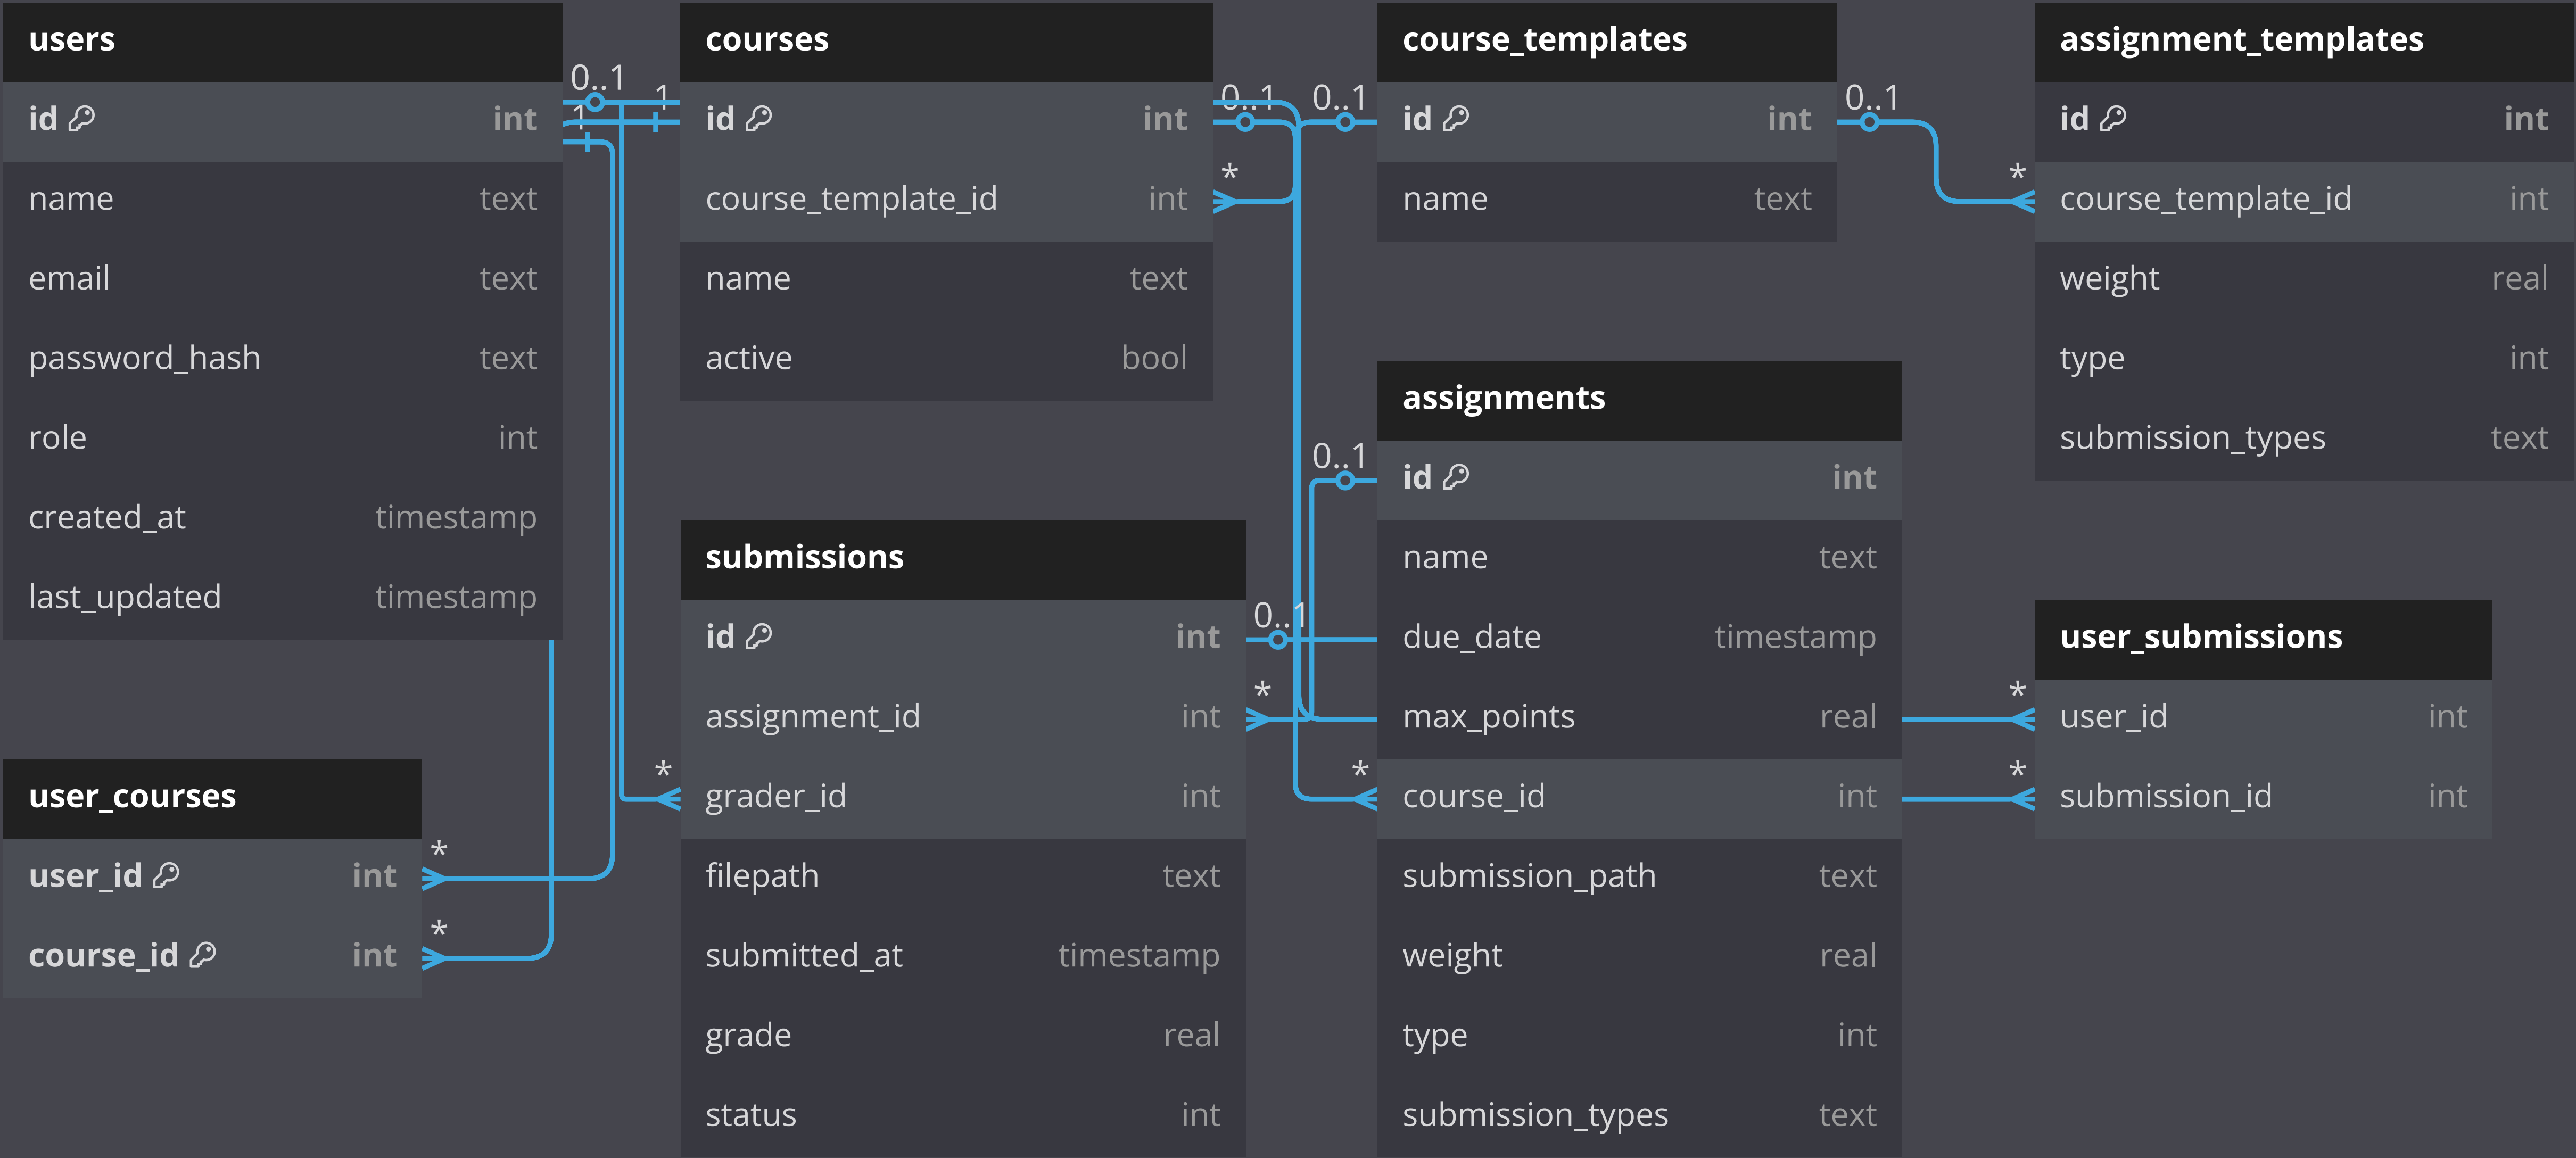 users
id int
name text
email text
password_hash text
role int
created_at timestamp
last_updated timestamp
0..1
1
1
courses
id int
course_template_id int
name text
active bool
0..1
*
0..1
course_templates
id int
name text
0..1
*
assignment_templates
id int
course_template_id int
weight real
type int
submission_types text
submissions
id int
assignment_id int
grader_id int
filepath text
submitted_at timestamp
grade real
status int
*
0..1
*
0..1
*
assignments
id int
name text
due_date timestamp
max_points real
course_id int
submission_path text
weight real
type int
submission_types text
*
*
user_submissions
user_id int
submission_id int
user_courses
user_id int
course_id int
*
*